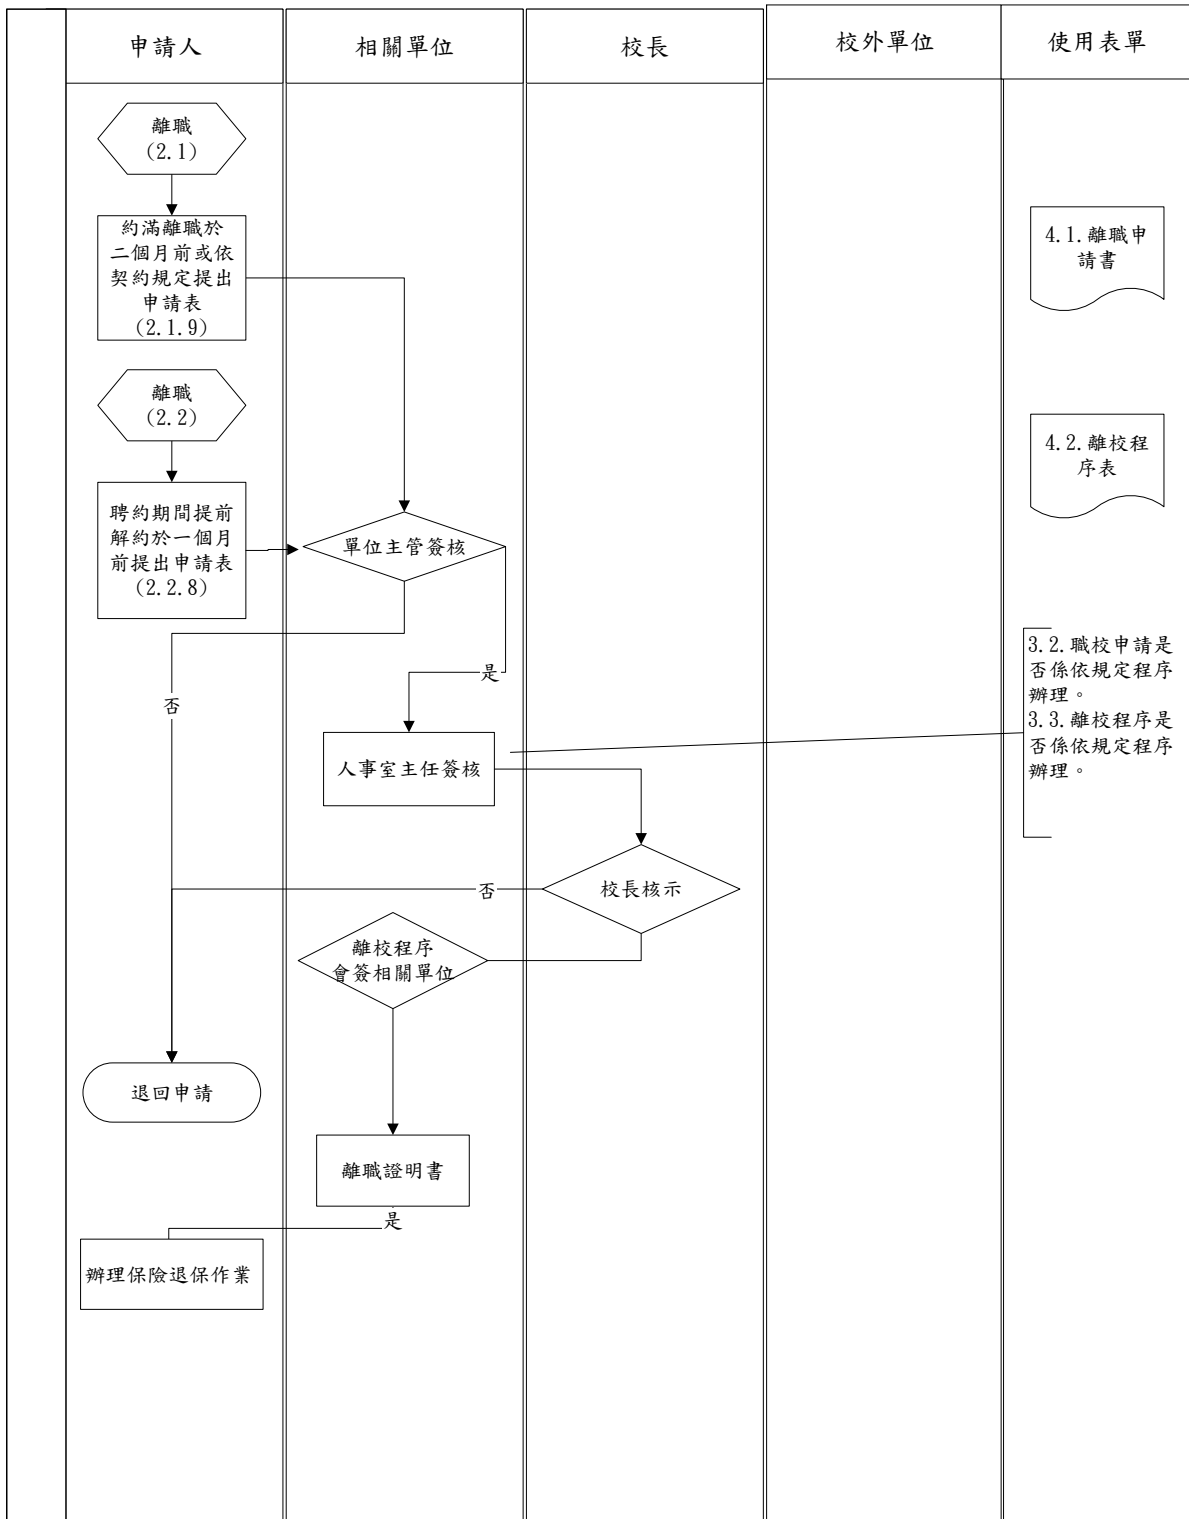 申請人
相關單位
校長
校外單位
使用表單
離職
(2.1)
約滿離職於
二個月前或依
契約規定提出
申請表
(2.1.9)
4.1.離職申
請書
離職
(2.2)
4.2.離校程
序表
聘約期間提前
解約於一個月
前提出申請表
(2.2.8)
單位主管簽核
是
否
3.2.職校申請是
否係依規定程序
辦理。
3.3.離校程序是
否係依規定程序
辦理。
人事室主任簽核
校長核示
否
離校程序
會簽相關單位
退回申請
離職證明書
是
辦理保險退保作業